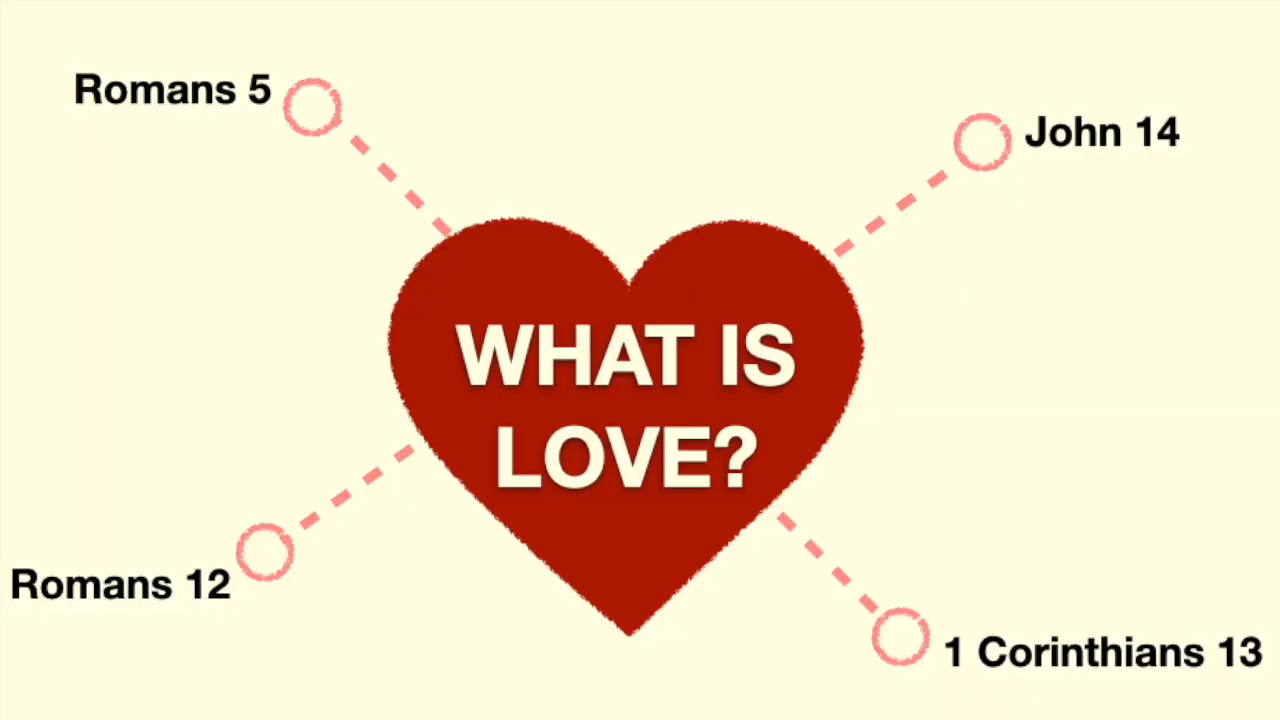 Romans 5
John 14
WHAT IS
LOVE?
Romans 12
1 Corinthians 13